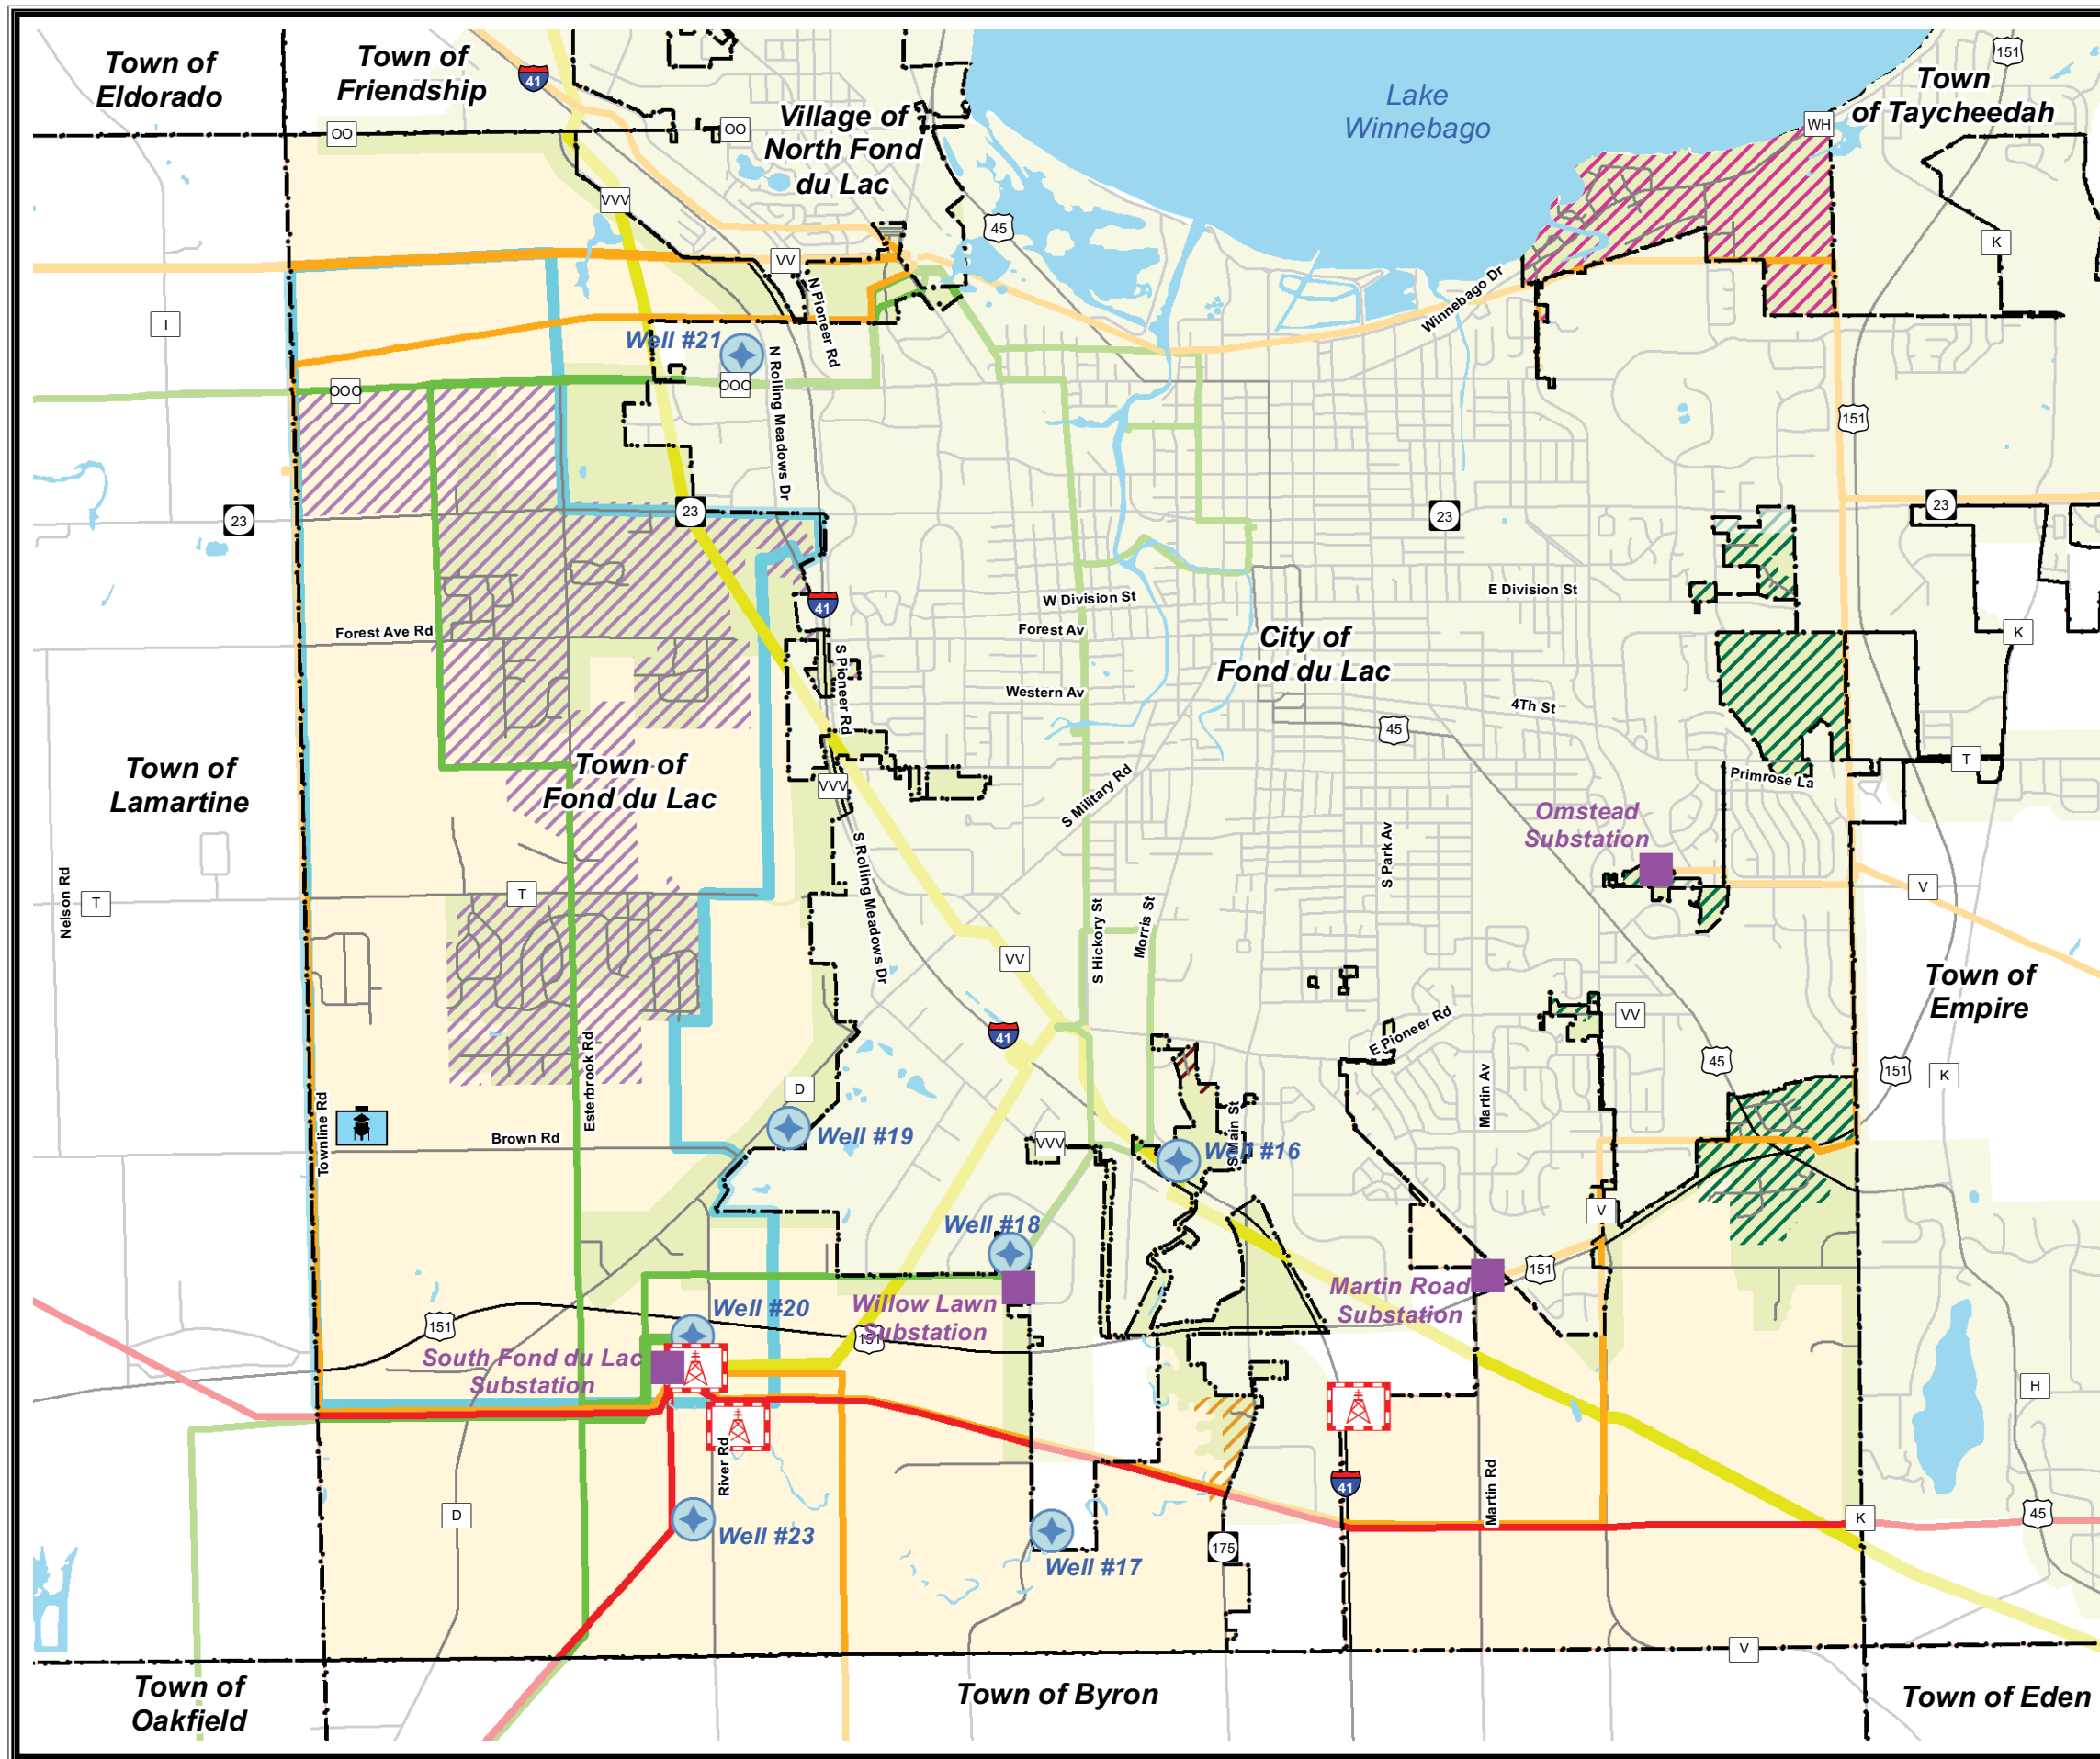 Town of
Eldorado
Town of
Friendship
41
151
Town
of Taycheedah
Lake
Winnebago
Village of
North Fond
du Lac
WH
OO
OO
VVV
45
K
VV
N Pioneer Rd
Winnebago Dr
I
Well #21
N Rolling Meadows Dr
OOO
OOO
151
23
23
23
23
41
W Division St
E Division St
Forest Ave Rd
Forest Av
City of
Fond du Lac
K
S Pioneer Rd
Western Av
4Th St
45
T
Town of
Lamartine
Town of
Fond du Lac
VVV
Primrose La
S Military Rd
Omstead
Substation
S Park Av
S Rolling Meadows Dr
Nelson Rd
T
T
V
S Hickory St
Morris St
VV
Town of
Empire
VV
41
E Pioneer Rd
45
151
K
Esterbrook Rd
D
Martin Av
Townline Rd
Brown Rd
Well #19
VVV
S Main St
Well #16
V
Well #18
151
Martin Road
Substation
Willow Lawn
Substation
Well #20
151
151
South Fond du Lac
Substation
H
River Rd
41
Martin Rd
D
Well #23
Well #17
175
K
45
V
Town of
Oakfield
Town of Byron
Town of Eden